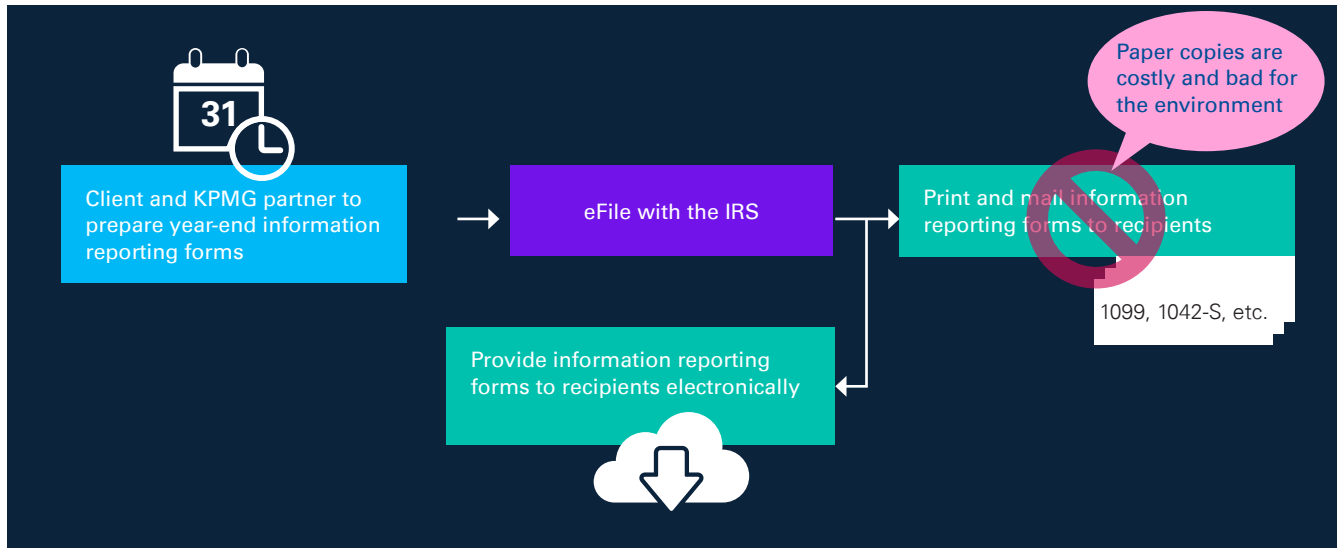 31
Client and KPMG partner to
prepare year-end information
reporting forms
eFile with the IRS
Paper copies are
costly and bad for
the environment
Print and mail information
reporting forms to recipients
1099, 1042-S, etc.
Provide information reporting
forms to recipients electronically